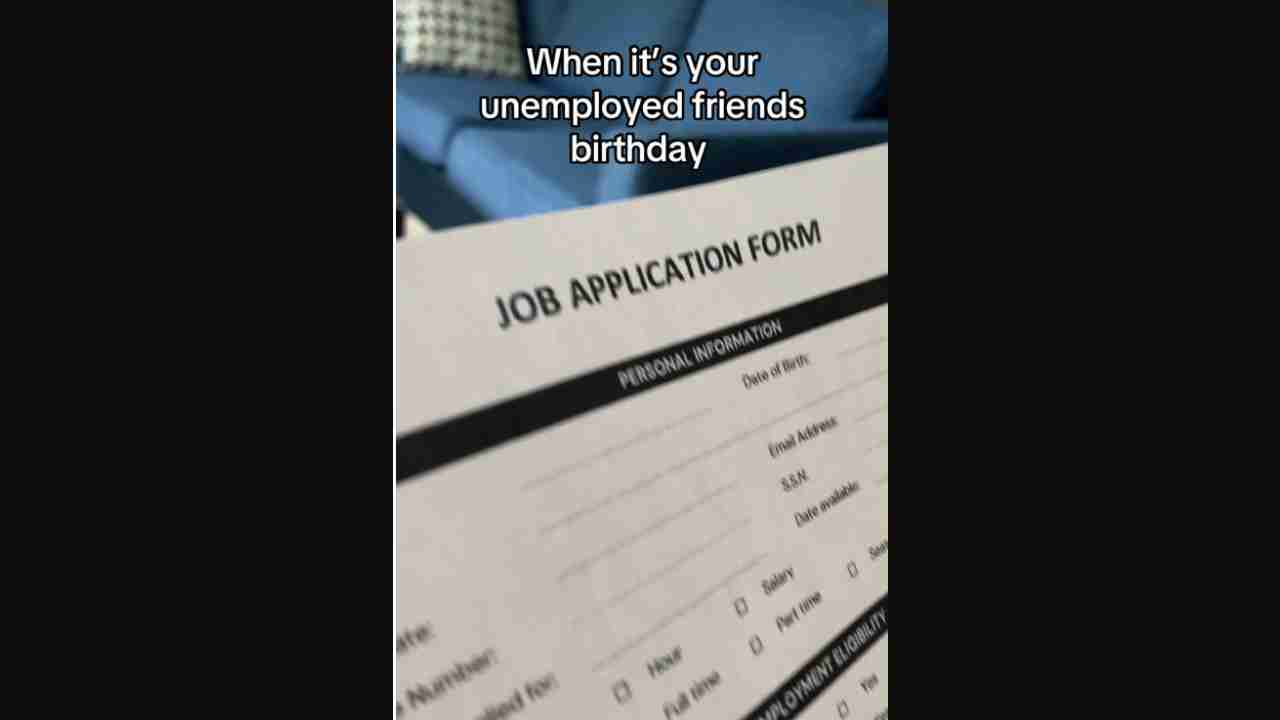 When it's your
unemployed friends
birthday
JOB APPLICATION FORM
PERSONAL INFORMATION
Date of Birth:
Email Address:
S.S.N.
Date available:
Salary
Hour
Part time
Full time
EMPLOYMENT ELIGIBILITY
Yes